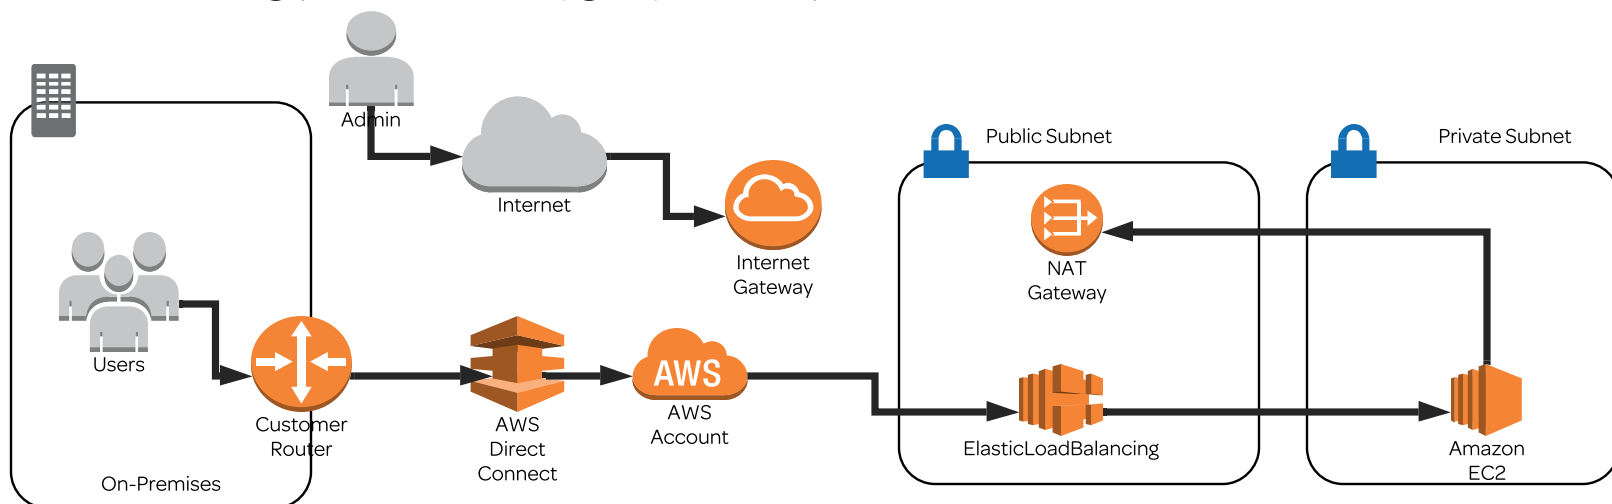 Admin
Public Subnet
Private Subnet
Internet
Internet
Gateway
NAT
Gateway
Users
AWS
Customer
Router
AWS
Direct
Connect
AWS
Account
ElasticLoadBalancing
Amazon
EC2
On-Premises